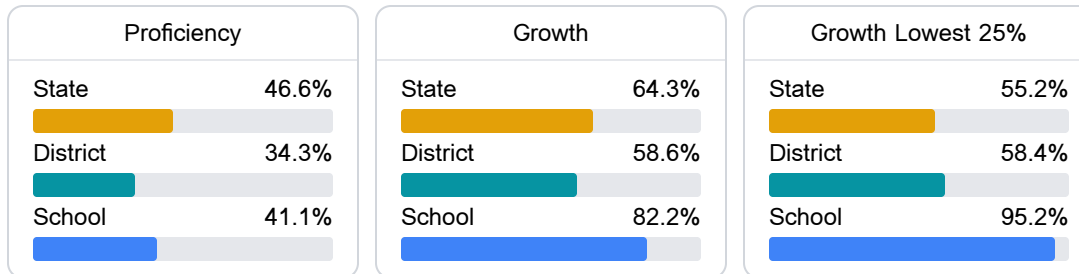 Proficiency
State 46.6%
District 34.3%
School 41.1%
Growth
State 64.3%
District 58.6%
School 82.2%
Growth Lowest 25%
State 55.2%
District 58.4%
School 95.2%